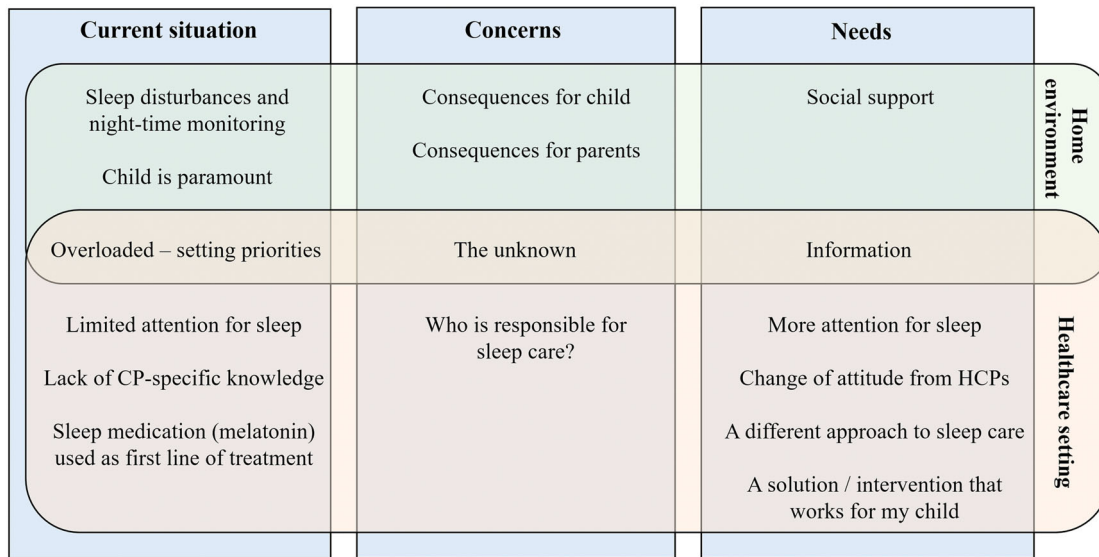 Current situation
Concerns
Needs
Sleep disturbances and
night-time monitoring
Child is paramount
Consequences for child
Consequences for parents
Social support
Home
environment
Overloaded – setting priorities
The unknown
Information
Limited attention for sleep
Lack of CP-specific knowledge
Sleep medication (melatonin)
used as first line of treatment
Who is responsible for
sleep care?
More attention for sleep
Change of attitude from HCPs
A different approach to sleep care
A solution / intervention that
works for my child
Healthcare setting